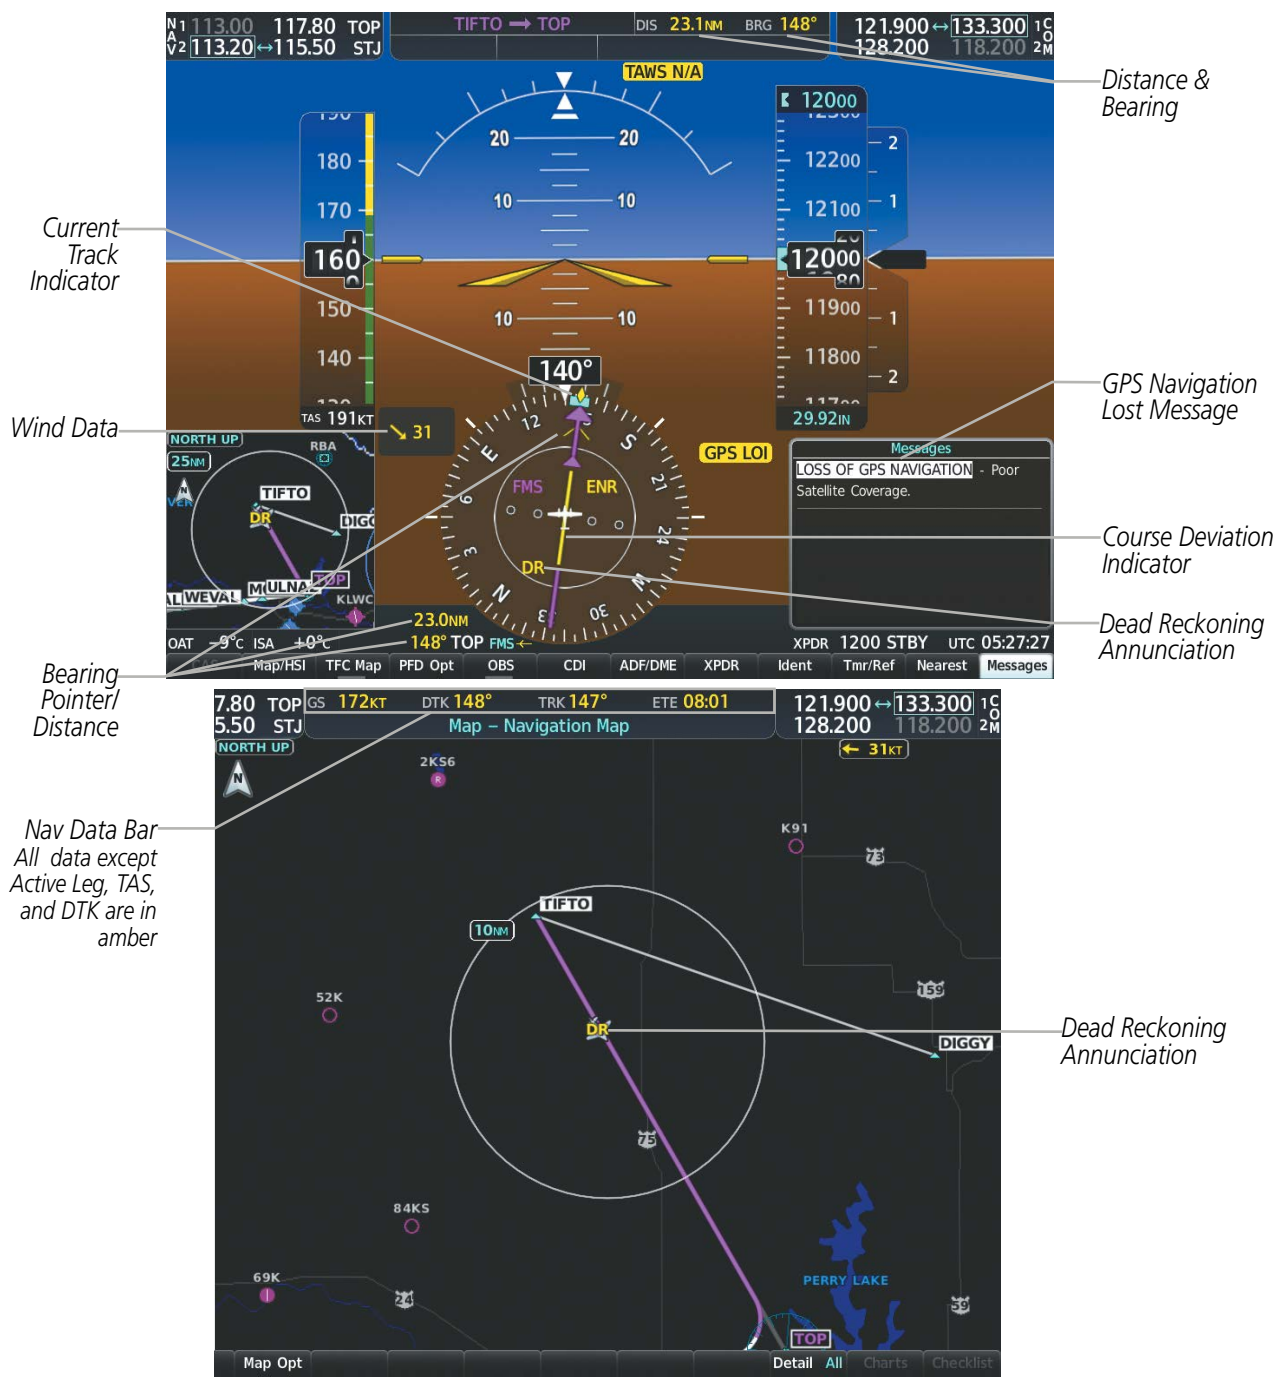 N 1 113.00 117.80 TOP
A
V 2 113.20 ↔ 115.50 STJ
TIFTO → TOP DIS 23.1NM BRG 148°
121.900 ↔ 133.300 1 C
O
128.200 118.200 2 M
Distance &
Bearing
TAWS N/A
12000
20 20
10 10
10 10
180
170
160
150
140
TAS 191KT
12200
12100
12000
11900
11800
29.92IN
2
1
1
2
Current
Track
Indicator
140°
Wind Data
31
GPS LOI
GPS Navigation
Lost Message
Messages
LOSS OF GPS NAVIGATION - Poor
Satellite Coverage.
NORTH UP
25NM
N
RBA
TIFTO
DR
TOP
KLWC
E
12
S
21
24
W
30
33
N
3
6
FMS ENR
DR
Course Deviation
Indicator
Dead Reckoning
Annunciation
23.0NM
148° TOP FMS ←
OAT -9°C ISA +0°C
XPDR 1200 STBY UTC 05:27:27
CAS Map/HSI TFC Map PFD Opt OBS CDI ADF/DME XPDR Ident Tmr/Ref Nearest Messages
Bearing
Pointer/
Distance
7.80 TOP
5.50 STJ
GS 172KT DTK 148° TRK 147° ETE 08:01
Map – Navigation Map
121.900 ↔ 133.300 1 C
O
128.200 118.200 2 M
NORTH UP
N
← 31KT
2KS6
R
K91
73
Nav Data Bar
All data except
Active Leg, TAS,
and DTK are in
amber
TIFTO
10NM
159
52K
DR
DIGGY
Dead Reckoning
Annunciation
75
84KS
69K
24
PERRY LAKE
59
TOP
Map Opt Detail All Charts Checklist